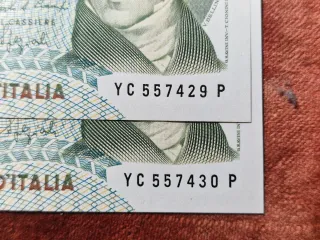 CASSIERE
YC 557429 P
D'ITALIA
YC 557430 P
D'ITALIA